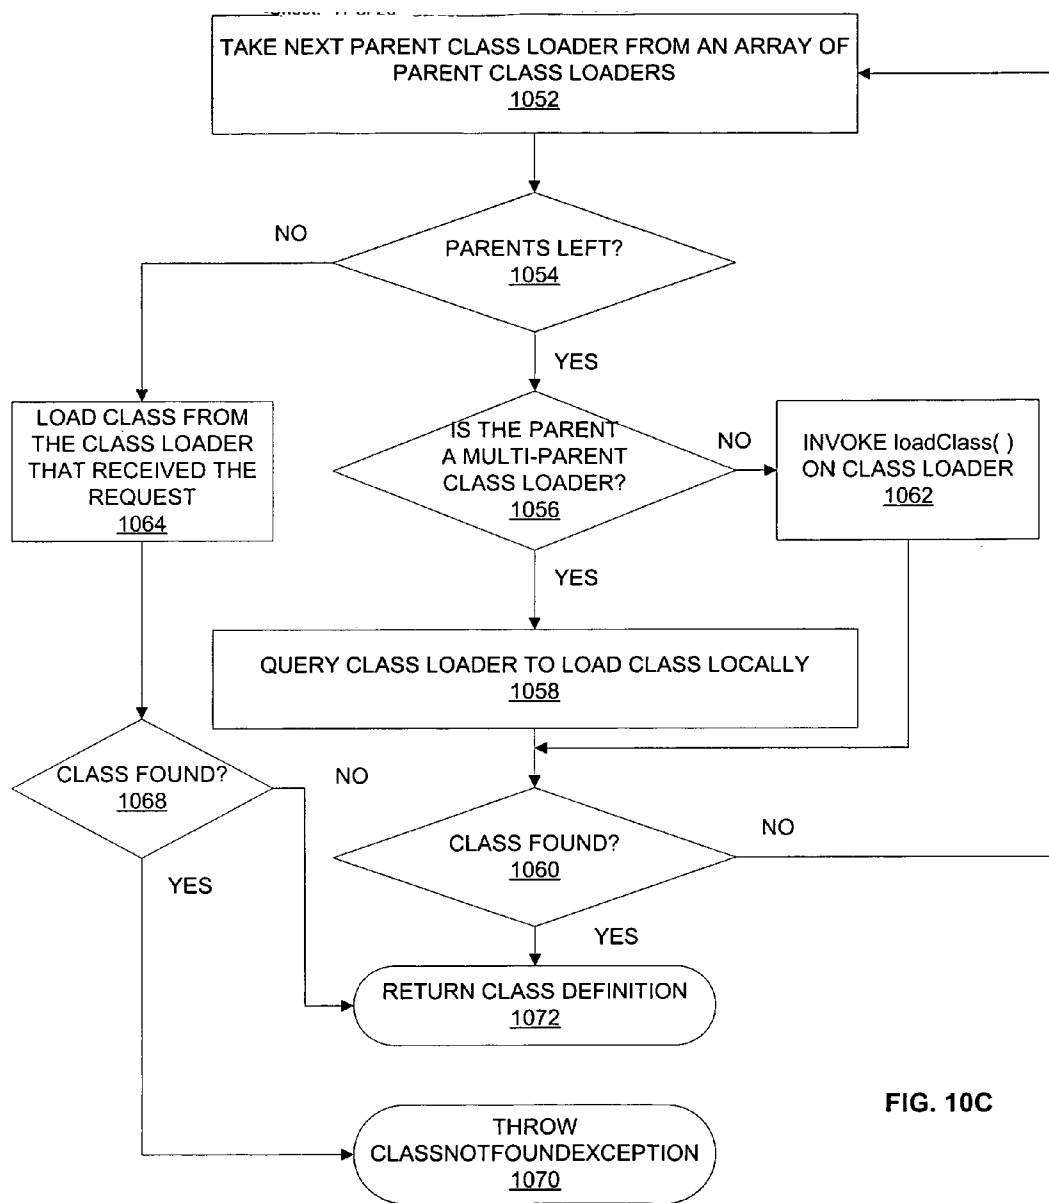 TAKE NEXT PARENT CLASS LOADER FROM AN ARRAY OF
PARENT CLASS LOADERS
1052
NO
PARENTS LEFT?
1054
YES
LOAD CLASS FROM
THE CLASS LOADER
THAT RECEIVED THE
REQUEST
1064
IS THE PARENT
A MULTI-PARENT
CLASS LOADER?
1056
NO
INVOKE loadClass( )
ON CLASS LOADER
1062
YES
QUERY CLASS LOADER TO LOAD CLASS LOCALLY
1058
CLASS FOUND?
1068
NO
YES
CLASS FOUND?
1060
NO
YES
RETURN CLASS DEFINITION
1072
FIG. 10C
THROW
CLASSNOTFOUNDEXCEPTION
1070